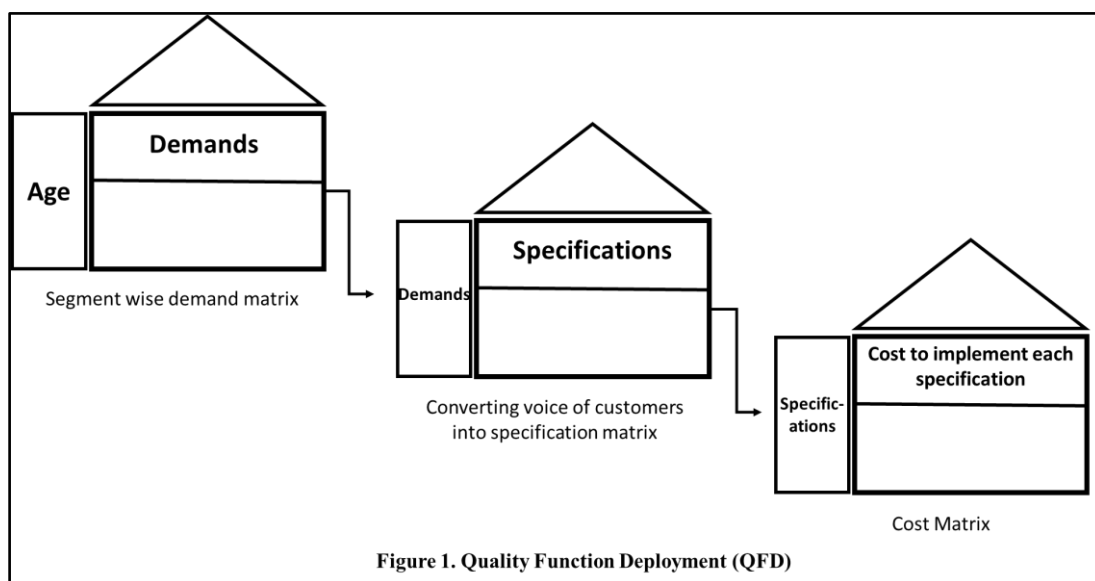 Demands
Age
Segment wise demand matrix
Specifications
Demands
Converting voice of customers
into specification matrix
Cost to implement each
specification
Specific-
ations
Cost Matrix
Figure 1. Quality Function Deployment (QFD)